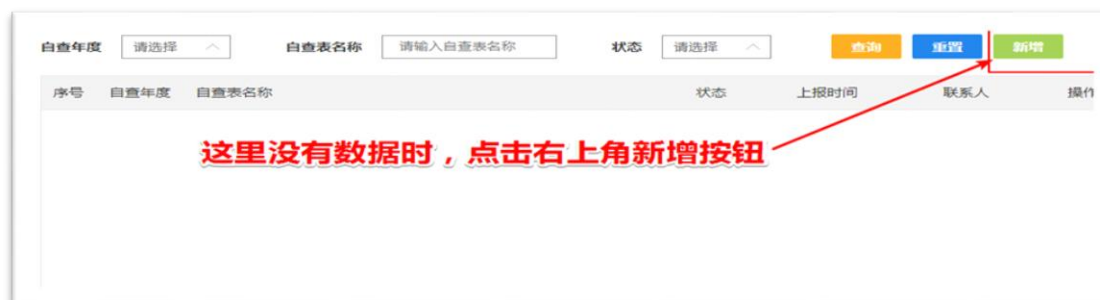 自查年度 请选择 自查表名称 请输入自查表名称 状态 请选择 查询 重置 新增
序号 自查年度 自查表名称 状态 上报时间 联系人 操作
这里没有数据时，点击右上角新增按钮